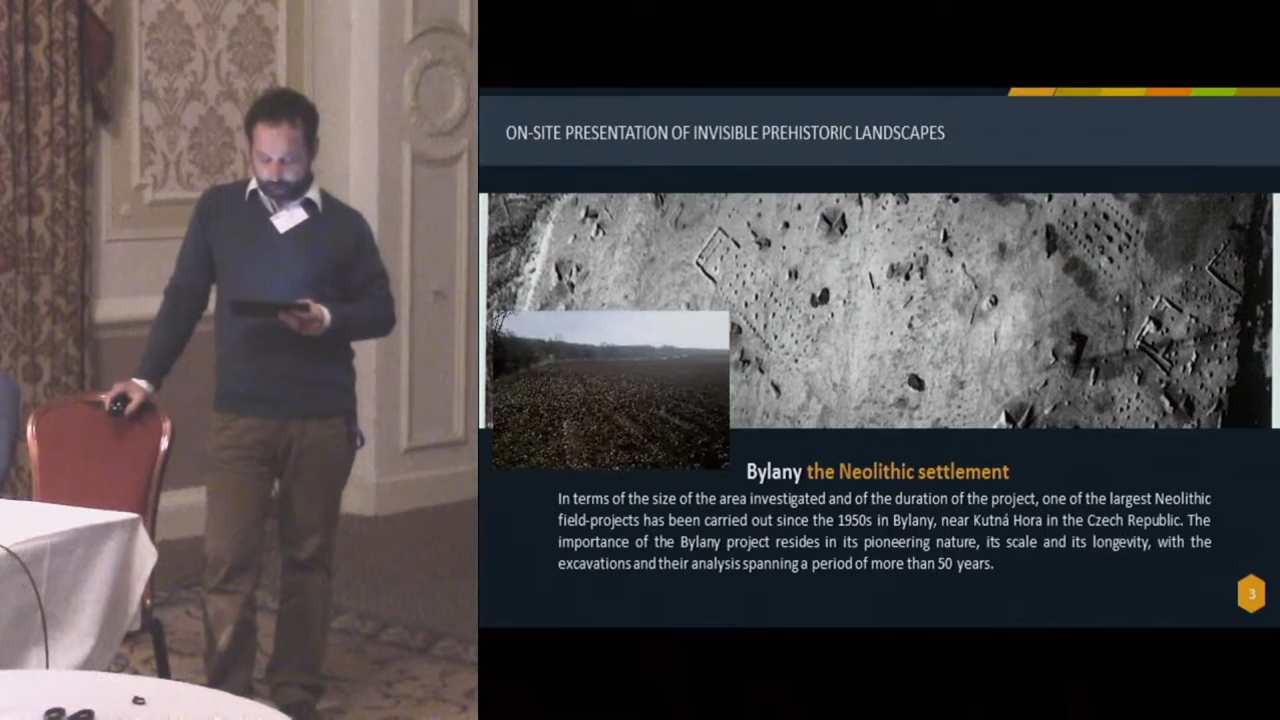 ON-SITE PRESENTATION OF INVISIBLE PREHISTORIC LANDSCAPES
Bylany the Neolithic settlement
In terms of the size of the area investigated and of the duration of the project, one of the largest Neolithic
field-projects has been carried out since the 1950s in Bylany, near Kutná Hora in the Czech Republic. The
importance of the Bylany project resides in its pioneering nature, its scale and its longevity, with the
excavations and their analysis spanning a period of more than 50 years.
3